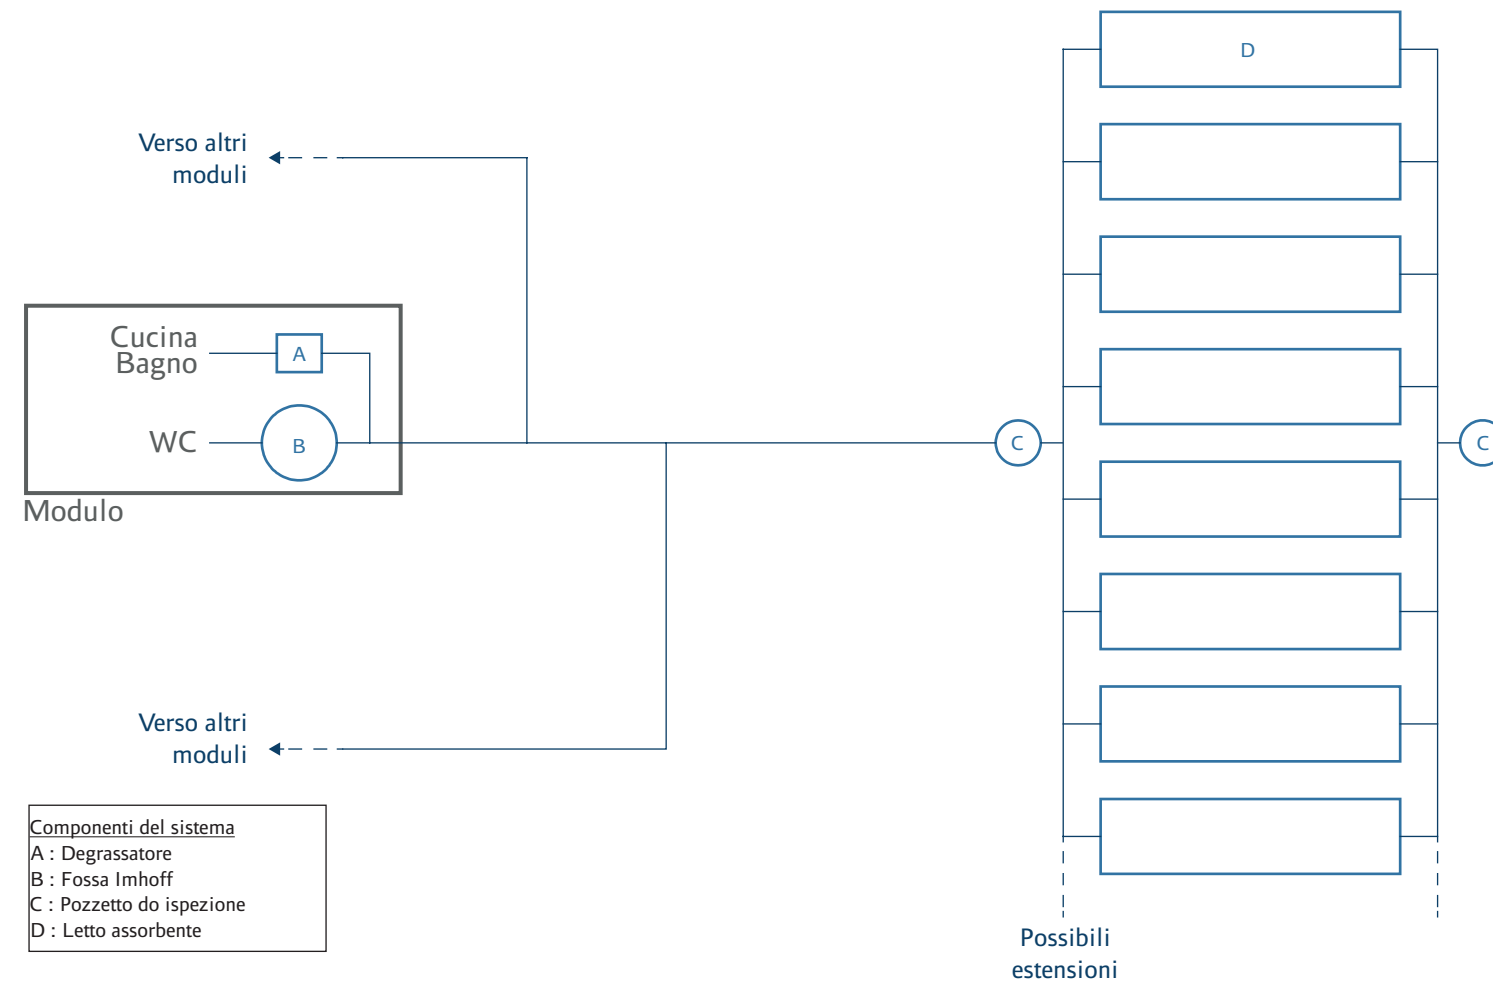 D
Verso altri
moduli
Cucina
Bagno
A
WC
B
C
C
Modulo
Verso altri
moduli
Componenti del sistema
A : Degrassatore
B : Fossa Imhoff
C : Pozzetto do ispezione
D : Letto assorbente
Possibili
estensioni